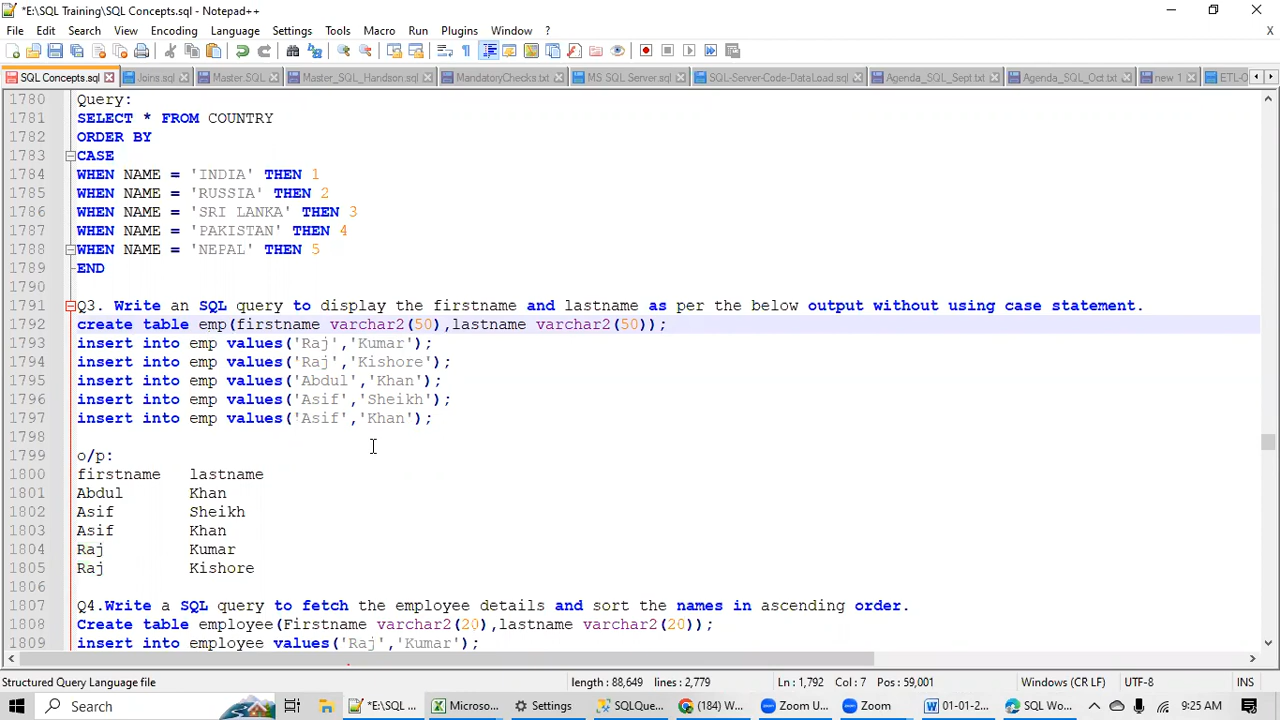 *E:\SQL Training\SQL Concepts.sql - Notepad++
File Edit Search View Encoding Language Settings Tools Macro Run Plugins Window ? X
SQL Concepts.sql Joins.sql Master.SQL Master_SQL_Handson.sql MandatoryChecks.txt MS SQL Server.sql SQL-Server-Code-DataLoad.sql Agenda_SQL_Sept.txt Agenda_SQL_Oct.txt new 1 ETL-O
1780 Query:
1781 SELECT * FROM COUNTRY
1782 ORDER BY
1783 CASE
1784 WHEN NAME = 'INDIA' THEN 1
1785 WHEN NAME = 'RUSSIA' THEN 2
1786 WHEN NAME = 'SRI LANKA' THEN 3
1787 WHEN NAME = 'PAKISTAN' THEN 4
1788 WHEN NAME = 'NEPAL' THEN 5
1789 END
1790
1791 Q3. Write an SQL query to display the firstname and lastname as per the below output without using case statement.
1792 create table emp(firstname varchar2(50),lastname varchar2(50));
1793 insert into emp values('Raj','Kumar');
1794 insert into emp values('Raj','Kishore');
1795 insert into emp values('Abdul','Khan');
1796 insert into emp values('Asif','Sheikh');
1797 insert into emp values('Asif','Khan');
1798
1799 o/p:
1800 firstname lastname
1801 Abdul Khan
1802 Asif Sheikh
1803 Asif Khan
1804 Raj Kumar
1805 Raj Kishore
1806
1807 Q4.Write a SQL query to fetch the employee details and sort the names in ascending order.
1808 Create table employee(Firstname varchar2(20),lastname varchar2(20));
1809 insert into employee values('Raj','Kumar');
Structured Query Language file length : 88,649 lines : 2,779 Ln : 1,792 Col : 7 Pos : 59,001 Windows (CR LF) UTF-8 INS
Search *E:\SQL ... Microso... Settings SQLQue... (184) W... Zoom U... Zoom 01-01-2... SQL Wo... 9:25 AM